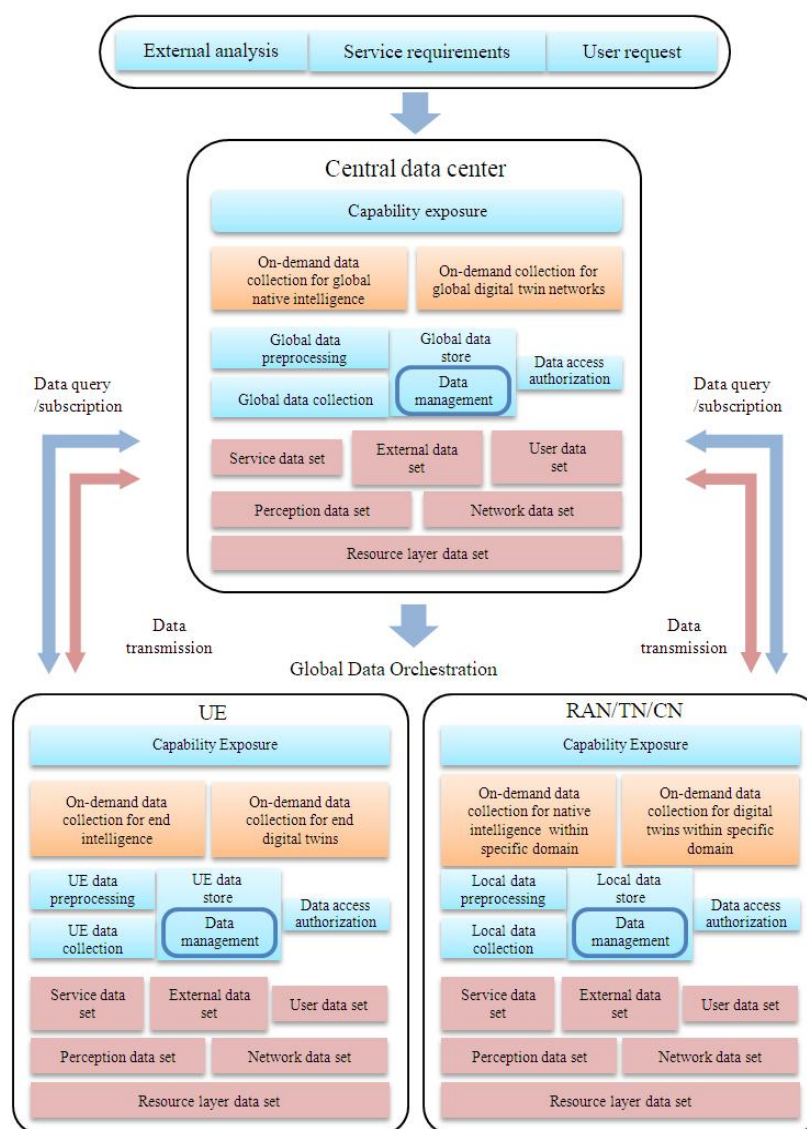 External analysis
Service requirements
User request
Central data center
Capability exposure
On-demand data
collection for global
native intelligence
On-demand collection for
global digital twin networks
Global data
preprocessing
Global data
store
Data access
authorization
Global data collection
Data
management
Service data set
External data
set
User data
set
Perception data set
Network data set
Resource layer data set
Data query
/subscription
Data query
/subscription
Data
transmission
Data
transmission
Global Data Orchestration
UE
Capability Exposure
On-demand data
collection for end
intelligence
On-demand data
collection for end
digital twins
UE data
preprocessing
UE data
store
Data access
authorization
UE data
collection
Data
management
Service data
set
External data
set
User data set
Perception data set
Network data set
Resource layer data set
RAN/TN/CN
Capability Exposure
On-demand data
collection for native
intelligence within
specific domain
On-demand data
collection for digital
twins within specific
domain
Local data
preprocessing
Local data
store
Data access
authorization
Local data
collection
Data
management
Service data
set
External data
set
User data set
Perception data set
Network data set
Resource layer data set